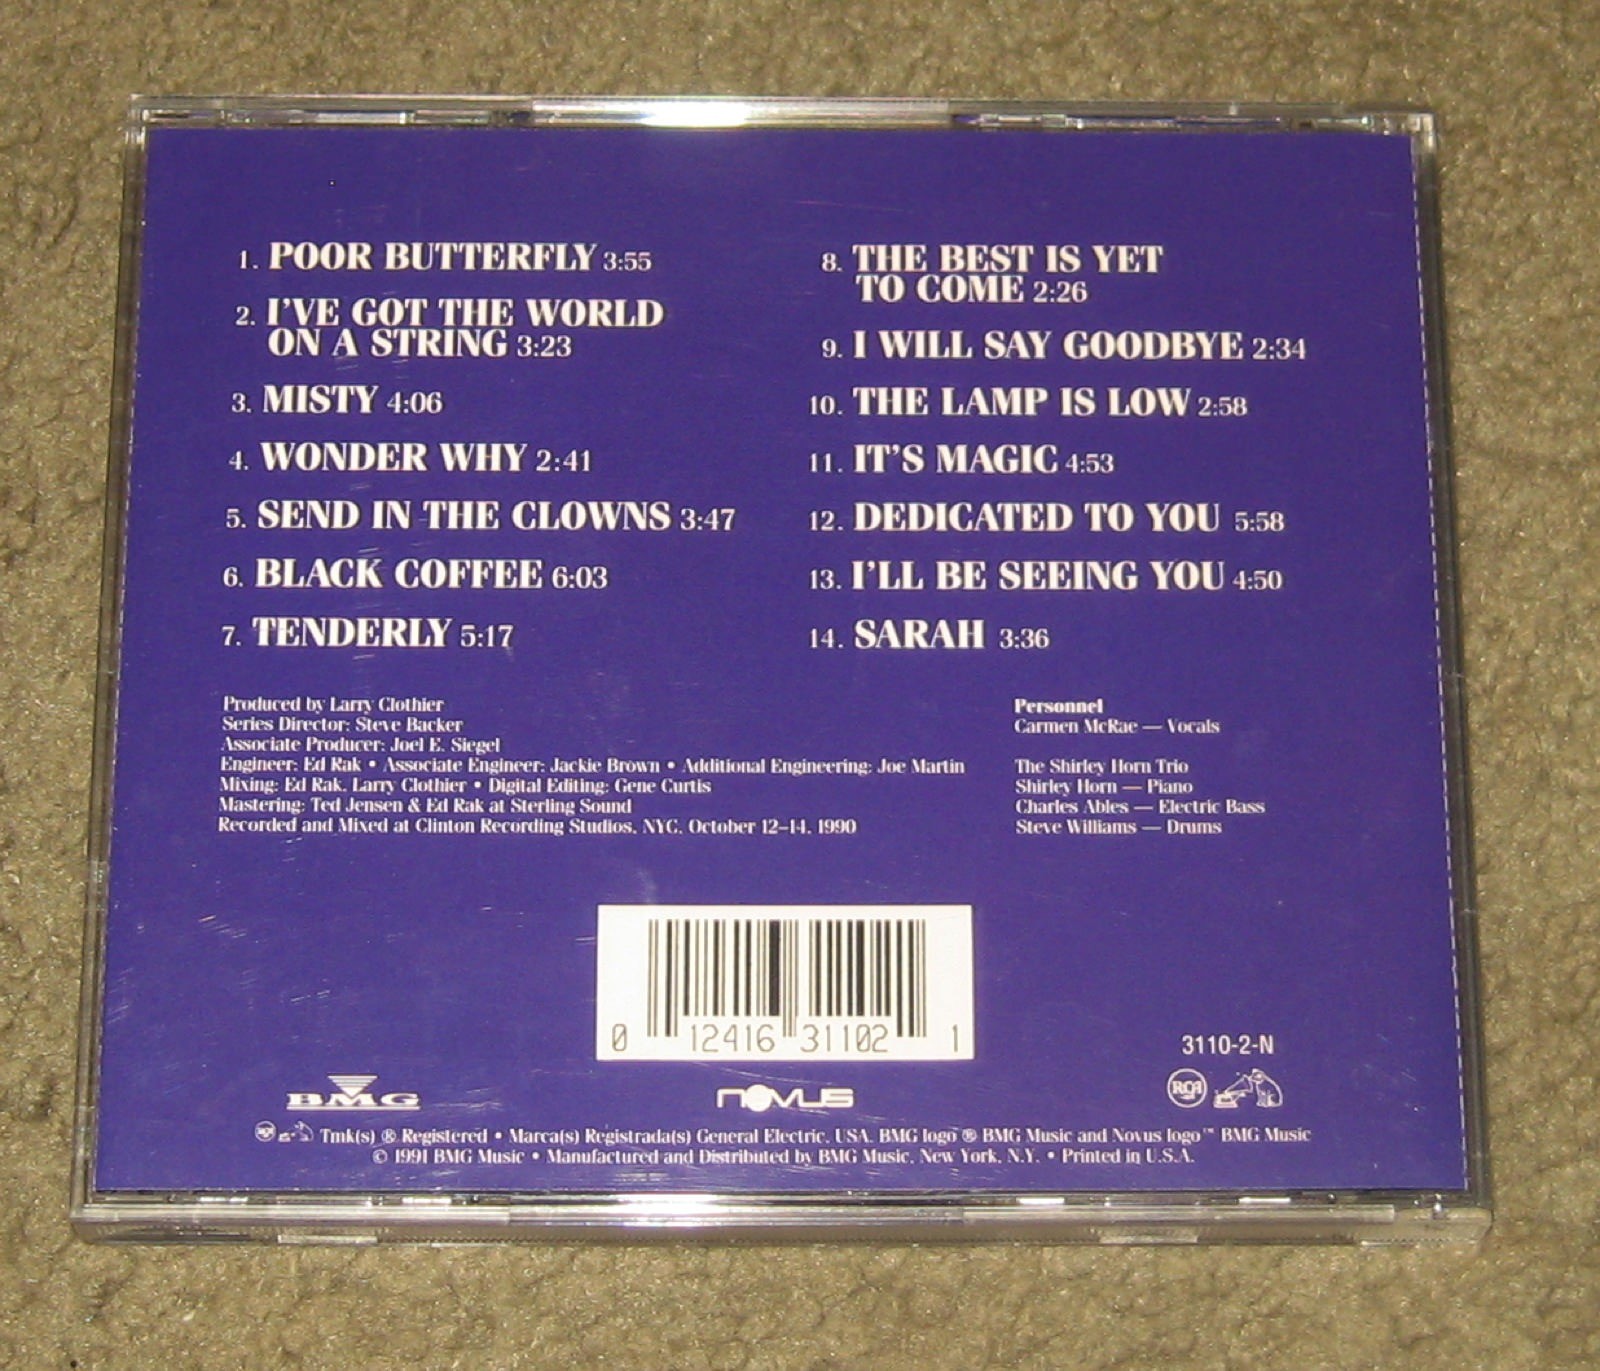 1. POOR BUTTERFLY 3:55
2. I'VE GOT THE WORLD
ON A STRING 3:23
3. MISTY 4:06
4. WONDER WHY 2:41
5. SEND IN THE CLOWNS 3:47
6. BLACK COFFEE 6:03
7. TENDERLY 5:17
8. THE BEST IS YET
TO COME 2:26
9. I WILL SAY GOODBYE 2:34
10. THE LAMP IS LOW 2:58
11. IT'S MAGIC 4:53
12. DEDICATED TO YOU 5:58
13. I'LL BE SEEING YOU 4:50
14. SARAH 3:36
Produced by Larry Clothier
Series Director: Steve Backer
Associate Producer: Joel E. Siegel
Engineer: Ed Rak • Associate Engineer: Jackie Brown • Additional Engineering: Joe Martin
Mixing: Ed Rak, Larry Clothier • Digital Editing: Gene Curtis
Mastering: Ted Jensen & Ed Rak at Sterling Sound
Recorded and Mixed at Clinton Recording Studios, NYC, October 12–14, 1990
Personnel
Carmen McRae — Vocals
The Shirley Horn Trio
Shirley Horn — Piano
Charles Ables — Electric Bass
Steve Williams — Drums
0 12416 31102 1
3110-2-N
BMG
NOVUS
RCA
RCA Tmk(s) ® Registered • Marca(s) Registrada(s) General Electric, USA. BMG logo ® BMG Music and Novus logo™ BMG Music
© 1991 BMG Music • Manufactured and Distributed by BMG Music, New York, N.Y. • Printed in U.S.A.